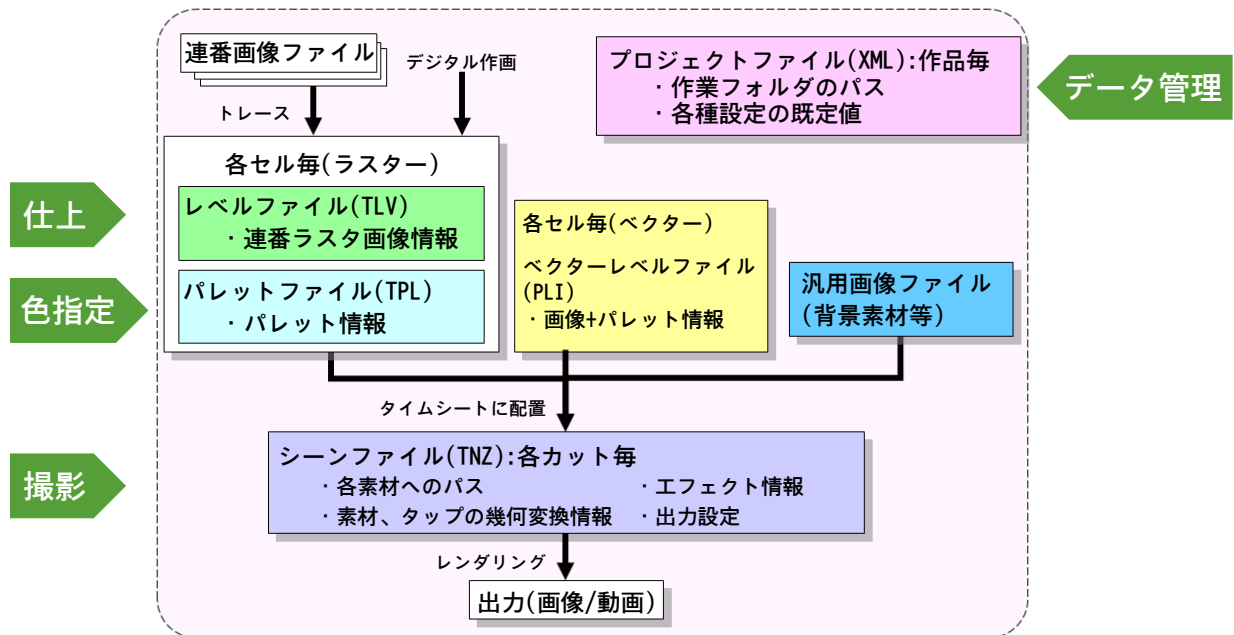 連番画像ファイル
デジタル作画
トレース
プロジェクトファイル(XML):作品毎
・作業フォルダのパス
・各種設定の既定値
データ管理
各セル毎(ラスター)
仕上
レベルファイル(TLV)
・連番ラスタ画像情報
色指定
パレットファイル(TPL)
・パレット情報
各セル毎(ベクター)
ベクターレベルファイル
(PLI)
・画像+パレット情報
汎用画像ファイル
(背景素材等)
タイムシートに配置
撮影
シーンファイル(TNZ):各カット毎
・各素材へのパス
・エフェクト情報
・素材、タップの幾何変換情報
・出力設定
レンダリング
出力(画像/動画)